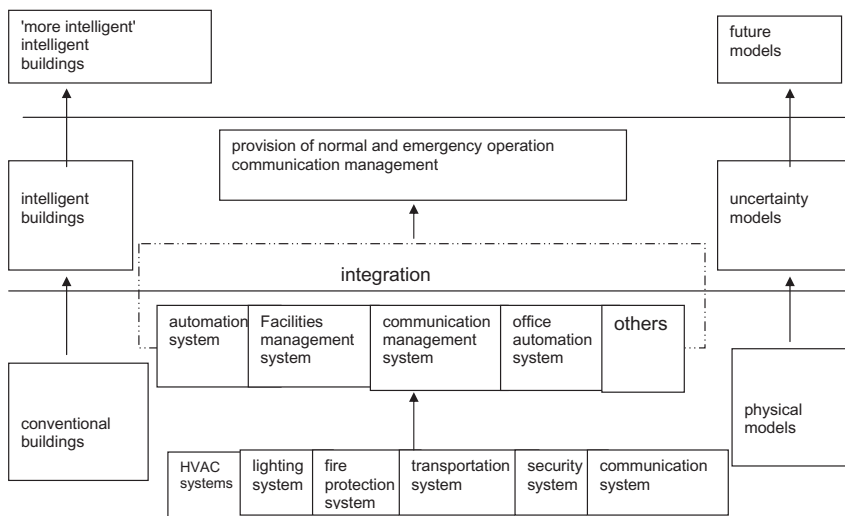 'more intelligent'
intelligent
buildings
future
models
provision of normal and emergency operation
communication management
intelligent
buildings
uncertainty
models
integration
automation
system
Facilities
management
system
communication
management
system
office
automation
system
others
conventional
buildings
physical
models
HVAC
systems
lighting
system
fire
protection
system
transportation
system
security
system
communication
system